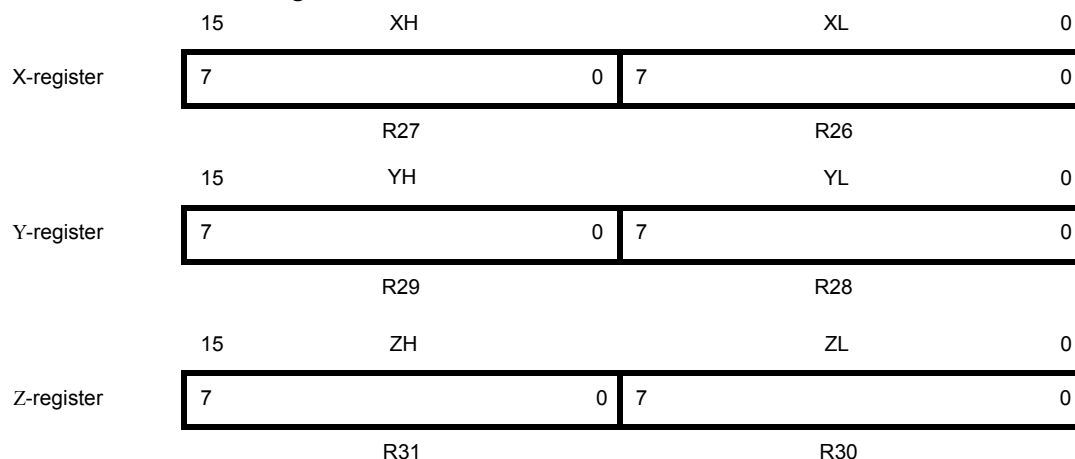 15 XH XL 0
X-register 7 0 7 0
R27 R26
15 YH YL 0
Y-register 7 0 7 0
R29 R28
15 ZH ZL 0
Z-register 7 0 7 0
R31 R30